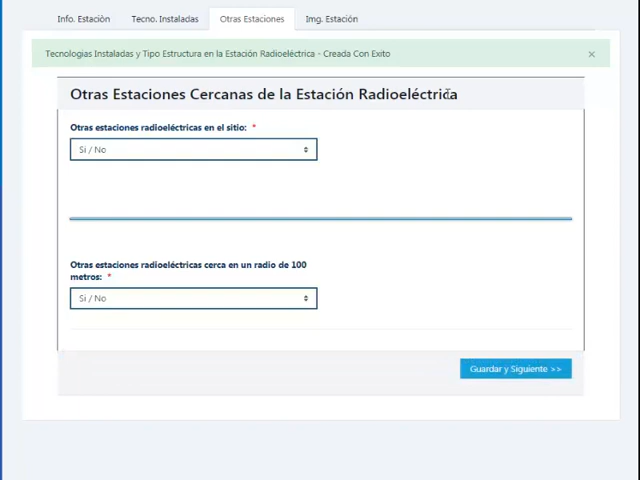 Info. Estación
Tecno. Instaladas
Otras Estaciones
Img. Estación
Tecnologias Instaladas y Tipo Estructura en la Estación Radioeléctrica - Creada Con Exito
×
Otras Estaciones Cercanas de la Estación Radioeléctrica
Otras estaciones radioeléctricas en el sitio: *
Si / No
Otras estaciones radioeléctricas cerca en un radio de 100
metros: *
Si / No
Guardar y Siguiente >>